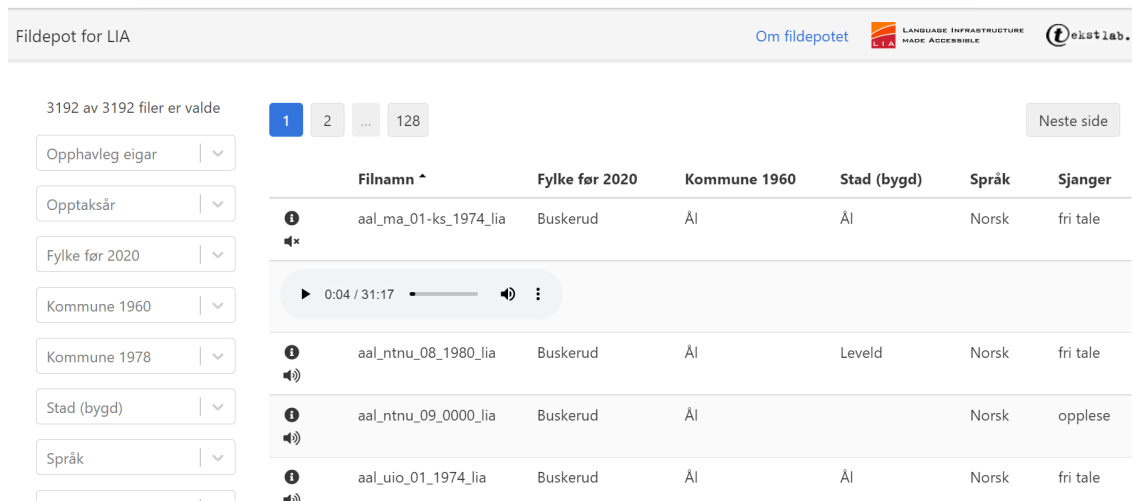 Fildepot for LIA
Om fildepotet
LIA
LANGUAGE INFRASTRUCTURE
MADE ACCESSIBLE
tekstlab.
3192 av 3192 filer er valde
1 2 ... 128
Neste side
Opphavleg eigar
Opptaksår
Fylke før 2020
Kommune 1960
Kommune 1978
Stad (bygd)
Språk
Filnamn Fylke før 2020 Kommune 1960 Stad (bygd) Språk Sjanger
aal_ma_01-ks_1974_lia Buskerud Ål Ål Norsk fri tale
0:04 / 31:17
aal_ntnu_08_1980_lia Buskerud Ål Leveld Norsk fri tale
aal_ntnu_09_0000_lia Buskerud Ål Norsk opplese
aal_uio_01_1974_lia Buskerud Ål Ål Norsk fri tale